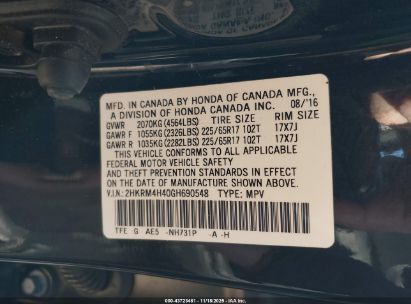 MFD. IN CANADA BY HONDA OF CANADA MFG.,
A DIVISION OF HONDA CANADA INC. 08/'16
GVWR 2070KG (4564LBS) TIRE SIZE RIM SIZE
GAWR F 1055KG (2326LBS) 225/65R17 102T 17X7J
GAWR R 1035KG (2282LBS) 225/65R17 102T 17X7J
THIS VEHICLE CONFORMS TO ALL APPLICABLE
FEDERAL MOTOR VEHICLE SAFETY AND
THEFT PREVENTION STANDARDS IN EFFECT ON
THE DATE OF MANUFACTURE SHOWN ABOVE.
V.I.N.: 2HKRM4H40GH690548 TYPE: MPV
TFE G AE5 -NH731P -A -H